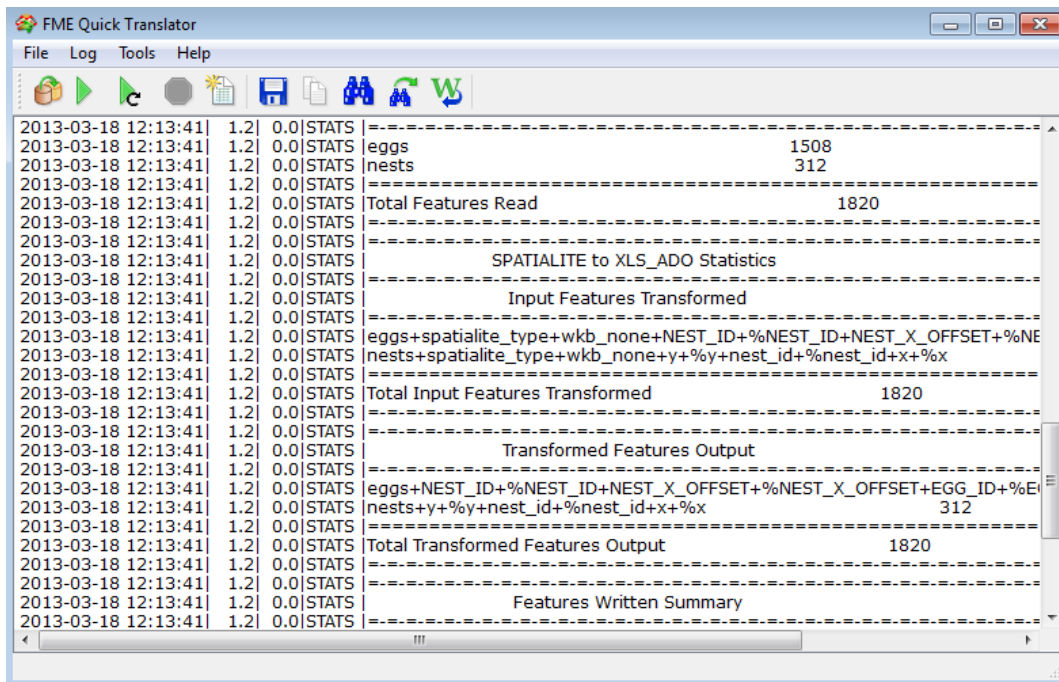 FME Quick Translator
File Log Tools Help
2013-03-18 12:13:41| 1.2| 0.0|STATS |=-=-=-=-=-=-=-=-=-=-=-=-=-=-=-=-=-=-=-=-=-=-=-=-=-=-=-=-=
2013-03-18 12:13:41| 1.2| 0.0|STATS |eggs 1508
2013-03-18 12:13:41| 1.2| 0.0|STATS |nests 312
2013-03-18 12:13:41| 1.2| 0.0|STATS |=======================================================
2013-03-18 12:13:41| 1.2| 0.0|STATS |Total Features Read 1820
2013-03-18 12:13:41| 1.2| 0.0|STATS |=-=-=-=-=-=-=-=-=-=-=-=-=-=-=-=-=-=-=-=-=-=-=-=-=-=-=-=-=
2013-03-18 12:13:41| 1.2| 0.0|STATS |=-=-=-=-=-=-=-=-=-=-=-=-=-=-=-=-=-=-=-=-=-=-=-=-=-=-=-=-=
2013-03-18 12:13:41| 1.2| 0.0|STATS | SPATIALITE to XLS_ADO Statistics
2013-03-18 12:13:41| 1.2| 0.0|STATS |=-=-=-=-=-=-=-=-=-=-=-=-=-=-=-=-=-=-=-=-=-=-=-=-=-=-=-=-=
2013-03-18 12:13:41| 1.2| 0.0|STATS | Input Features Transformed
2013-03-18 12:13:41| 1.2| 0.0|STATS |=-=-=-=-=-=-=-=-=-=-=-=-=-=-=-=-=-=-=-=-=-=-=-=-=-=-=-=-=
2013-03-18 12:13:41| 1.2| 0.0|STATS |eggs+spatialite_type+wkb_none+NEST_ID+%NEST_ID+NEST_X_OFFSET+%NE
2013-03-18 12:13:41| 1.2| 0.0|STATS |nests+spatialite_type+wkb_none+y+%y+nest_id+%nest_id+x+%x
2013-03-18 12:13:41| 1.2| 0.0|STATS |=======================================================
2013-03-18 12:13:41| 1.2| 0.0|STATS |Total Input Features Transformed 1820
2013-03-18 12:13:41| 1.2| 0.0|STATS |=-=-=-=-=-=-=-=-=-=-=-=-=-=-=-=-=-=-=-=-=-=-=-=-=-=-=-=-=
2013-03-18 12:13:41| 1.2| 0.0|STATS |=-=-=-=-=-=-=-=-=-=-=-=-=-=-=-=-=-=-=-=-=-=-=-=-=-=-=-=-=
2013-03-18 12:13:41| 1.2| 0.0|STATS | Transformed Features Output
2013-03-18 12:13:41| 1.2| 0.0|STATS |=-=-=-=-=-=-=-=-=-=-=-=-=-=-=-=-=-=-=-=-=-=-=-=-=-=-=-=-=
2013-03-18 12:13:41| 1.2| 0.0|STATS |eggs+NEST_ID+%NEST_ID+NEST_X_OFFSET+%NEST_X_OFFSET+EGG_ID+%EG
2013-03-18 12:13:41| 1.2| 0.0|STATS |nests+y+%y+nest_id+%nest_id+x+%x 312
2013-03-18 12:13:41| 1.2| 0.0|STATS |=======================================================
2013-03-18 12:13:41| 1.2| 0.0|STATS |Total Transformed Features Output 1820
2013-03-18 12:13:41| 1.2| 0.0|STATS |=-=-=-=-=-=-=-=-=-=-=-=-=-=-=-=-=-=-=-=-=-=-=-=-=-=-=-=-=
2013-03-18 12:13:41| 1.2| 0.0|STATS |=-=-=-=-=-=-=-=-=-=-=-=-=-=-=-=-=-=-=-=-=-=-=-=-=-=-=-=-=
2013-03-18 12:13:41| 1.2| 0.0|STATS | Features Written Summary
2013-03-18 12:13:41| 1.2| 0.0|STATS |=-=-=-=-=-=-=-=-=-=-=-=-=-=-=-=-=-=-=-=-=-=-=-=-=-=-=-=-=